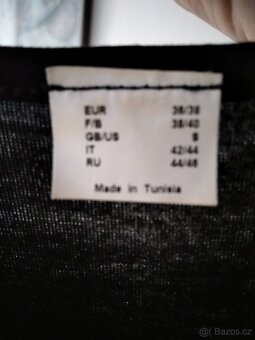 EUR 36/38
F/B 38/40
GB/US S
IT 42/44
RU 44/46
Made in Tunisia
Bazos.cz